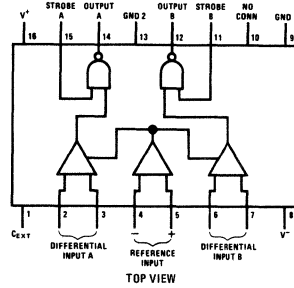 STROBE OUTPUT OUTPUT STROBE NO
V+ A A GND 2 B B CONN GND
16 15 14 13 12 11 10 9
1 2 3 4 5 6 7 8
− +
CEXT DIFFERENTIAL INPUT A REFERENCE INPUT DIFFERENTIAL INPUT B V−
TOP VIEW